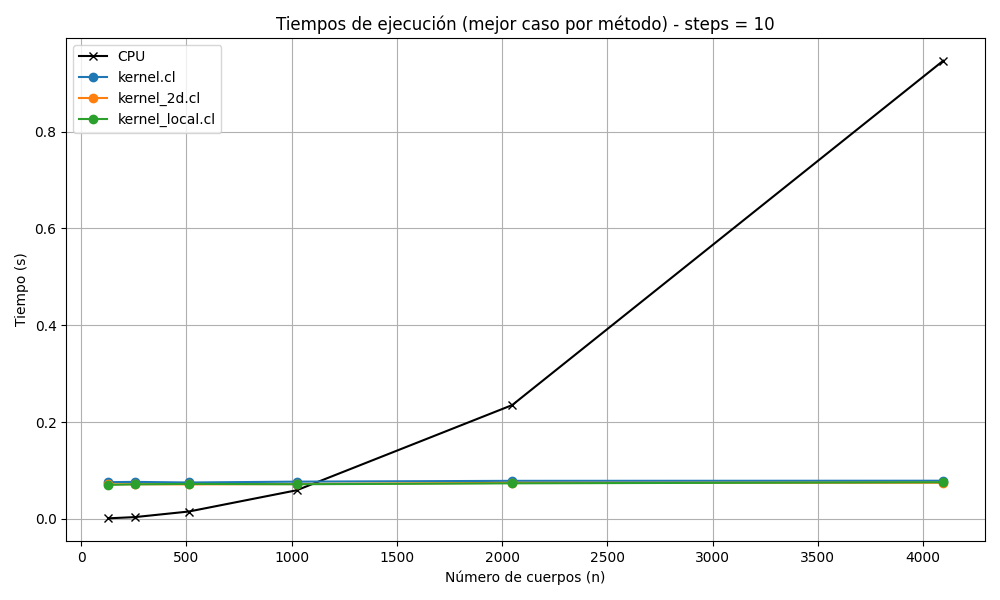 Tiempos de ejecución (mejor caso por método) - steps = 10
CPU
kernel.cl
kernel_2d.cl
kernel_local.cl
Tiempo (s)
0.8
0.6
0.4
0.2
0.0
0 500 1000 1500 2000 2500 3000 3500 4000
Número de cuerpos (n)